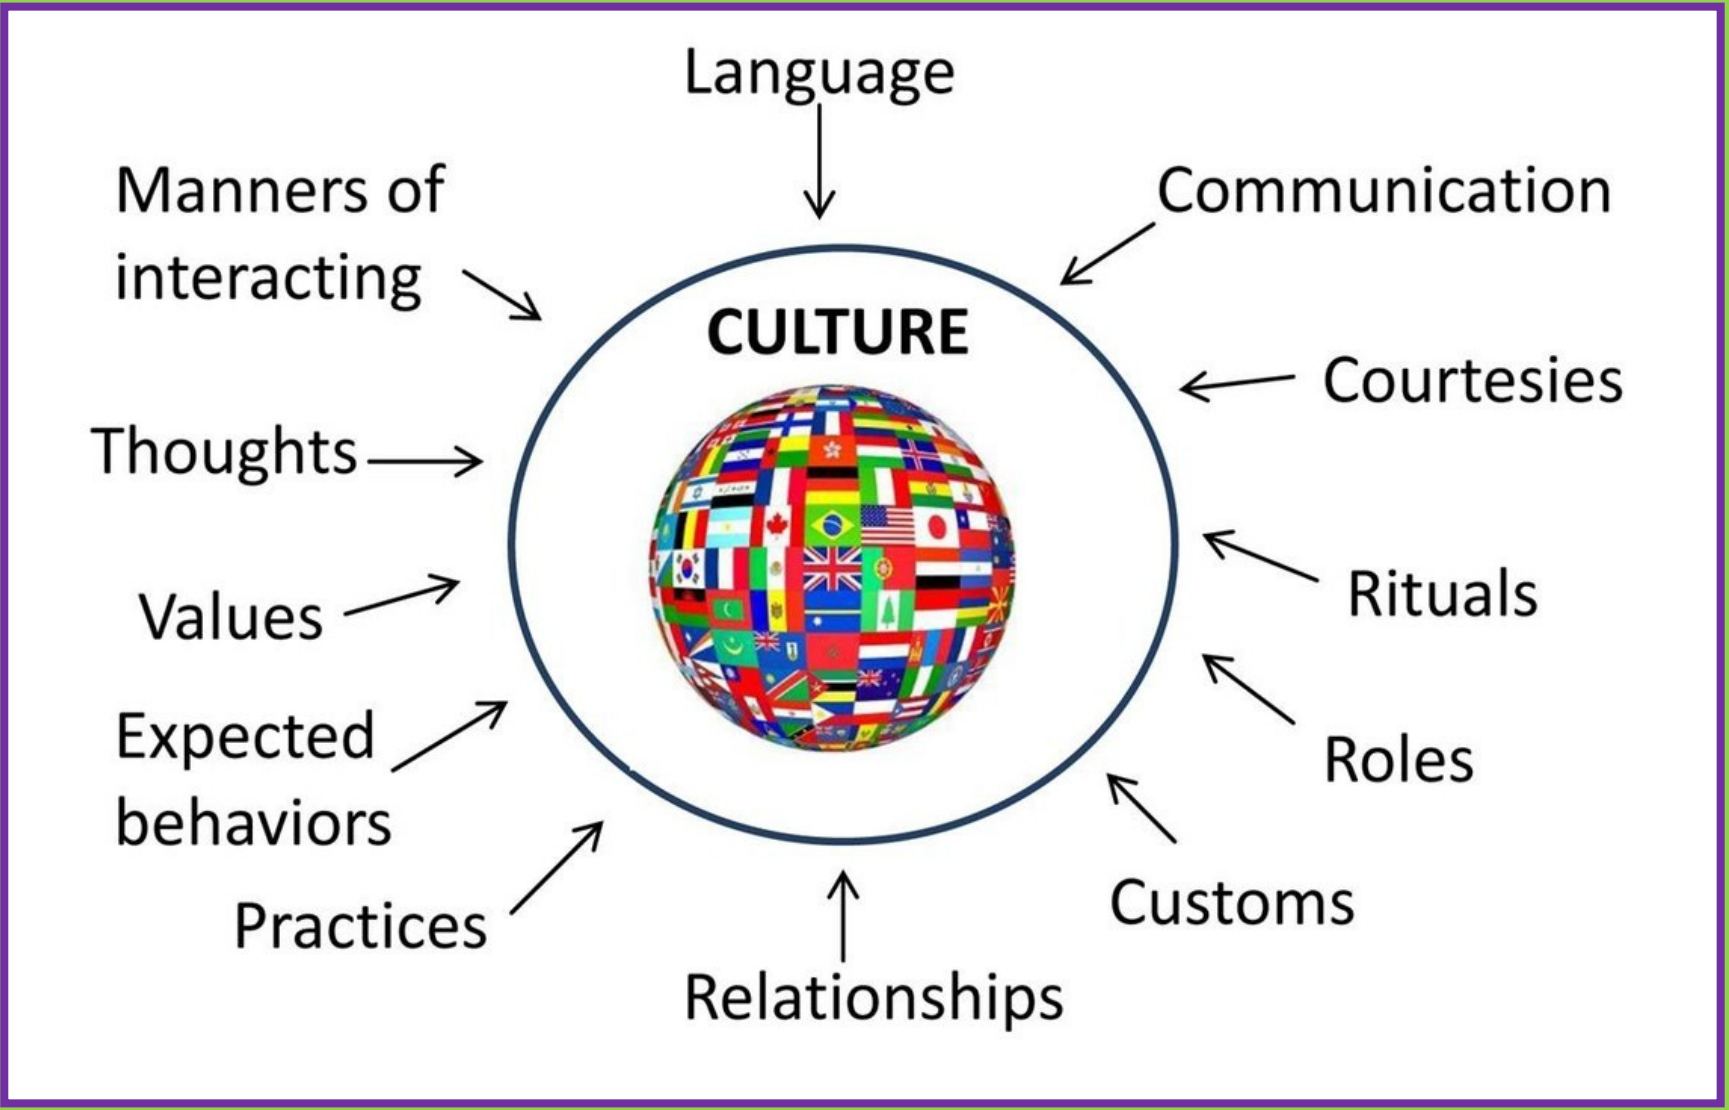 Language
Manners of
interacting
Communication
CULTURE
Courtesies
Thoughts
Values
Rituals
Expected
behaviors
Roles
Practices
Customs
Relationships